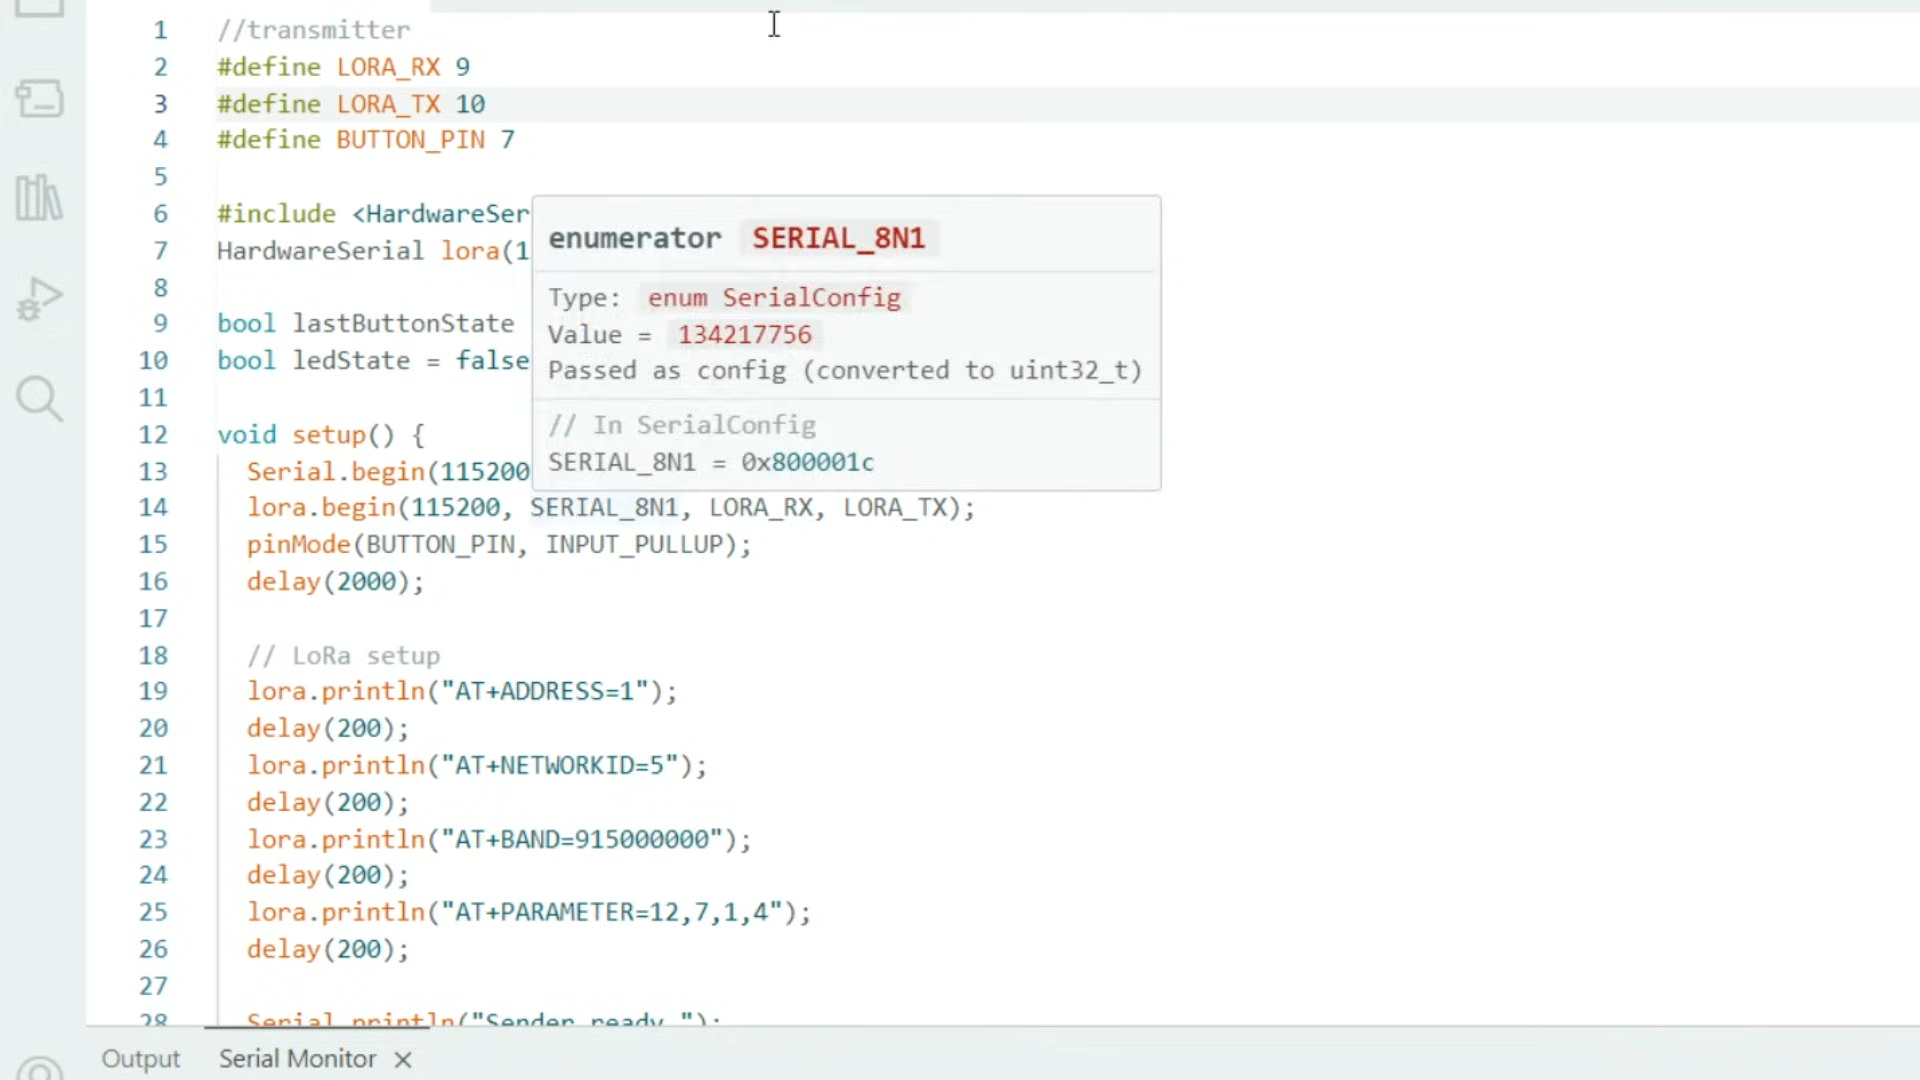 1 //transmitter
2 #define LORA_RX 9
3 #define LORA_TX 10
4 #define BUTTON_PIN 7
5
6 #include <HardwareSer
7 HardwareSerial lora(1
8
9 bool lastButtonState
10 bool ledState = false
11
12 void setup() {
13 Serial.begin(115200
enumerator SERIAL_8N1
Type: enum SerialConfig
Value = 134217756
Passed as config (converted to uint32_t)
// In SerialConfig
SERIAL_8N1 = 0x800001c
14 lora.begin(115200, SERIAL_8N1, LORA_RX, LORA_TX);
15 pinMode(BUTTON_PIN, INPUT_PULLUP);
16 delay(2000);
17
18 // LoRa setup
19 lora.println("AT+ADDRESS=1");
20 delay(200);
21 lora.println("AT+NETWORKID=5");
22 delay(200);
23 lora.println("AT+BAND=915000000");
24 delay(200);
25 lora.println("AT+PARAMETER=12,7,1,4");
26 delay(200);
27
28 Serial.println("Sender ready.");
Output Serial Monitor